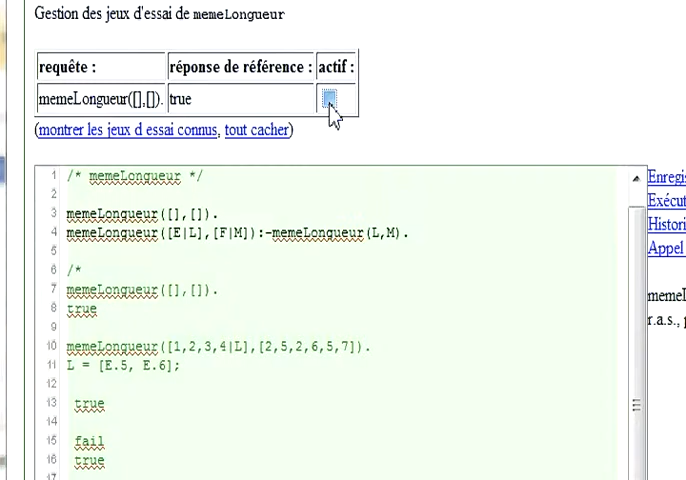 Gestion des jeux d'essai de memeLongueur
requête : réponse de référence : actif :
memeLongueur([],[]). true
(montrer les jeux d essai connus, tout cacher)
1 /* memeLongueur */
2
3 memeLongueur([],[]).
4 memeLongueur([E|L],[F|M]):-memeLongueur(L,M).
5
6 /*
7 memeLongueur([],[]).
8 true
9
10 memeLongueur([1,2,3,4|L],[2,5,2,6,5,7]).
11 L = [E.5, E.6];
12
13 true
14
15 fail
16 true
17
Enregi
Exécut
Histori
Appel
memeL
r.a.s.,